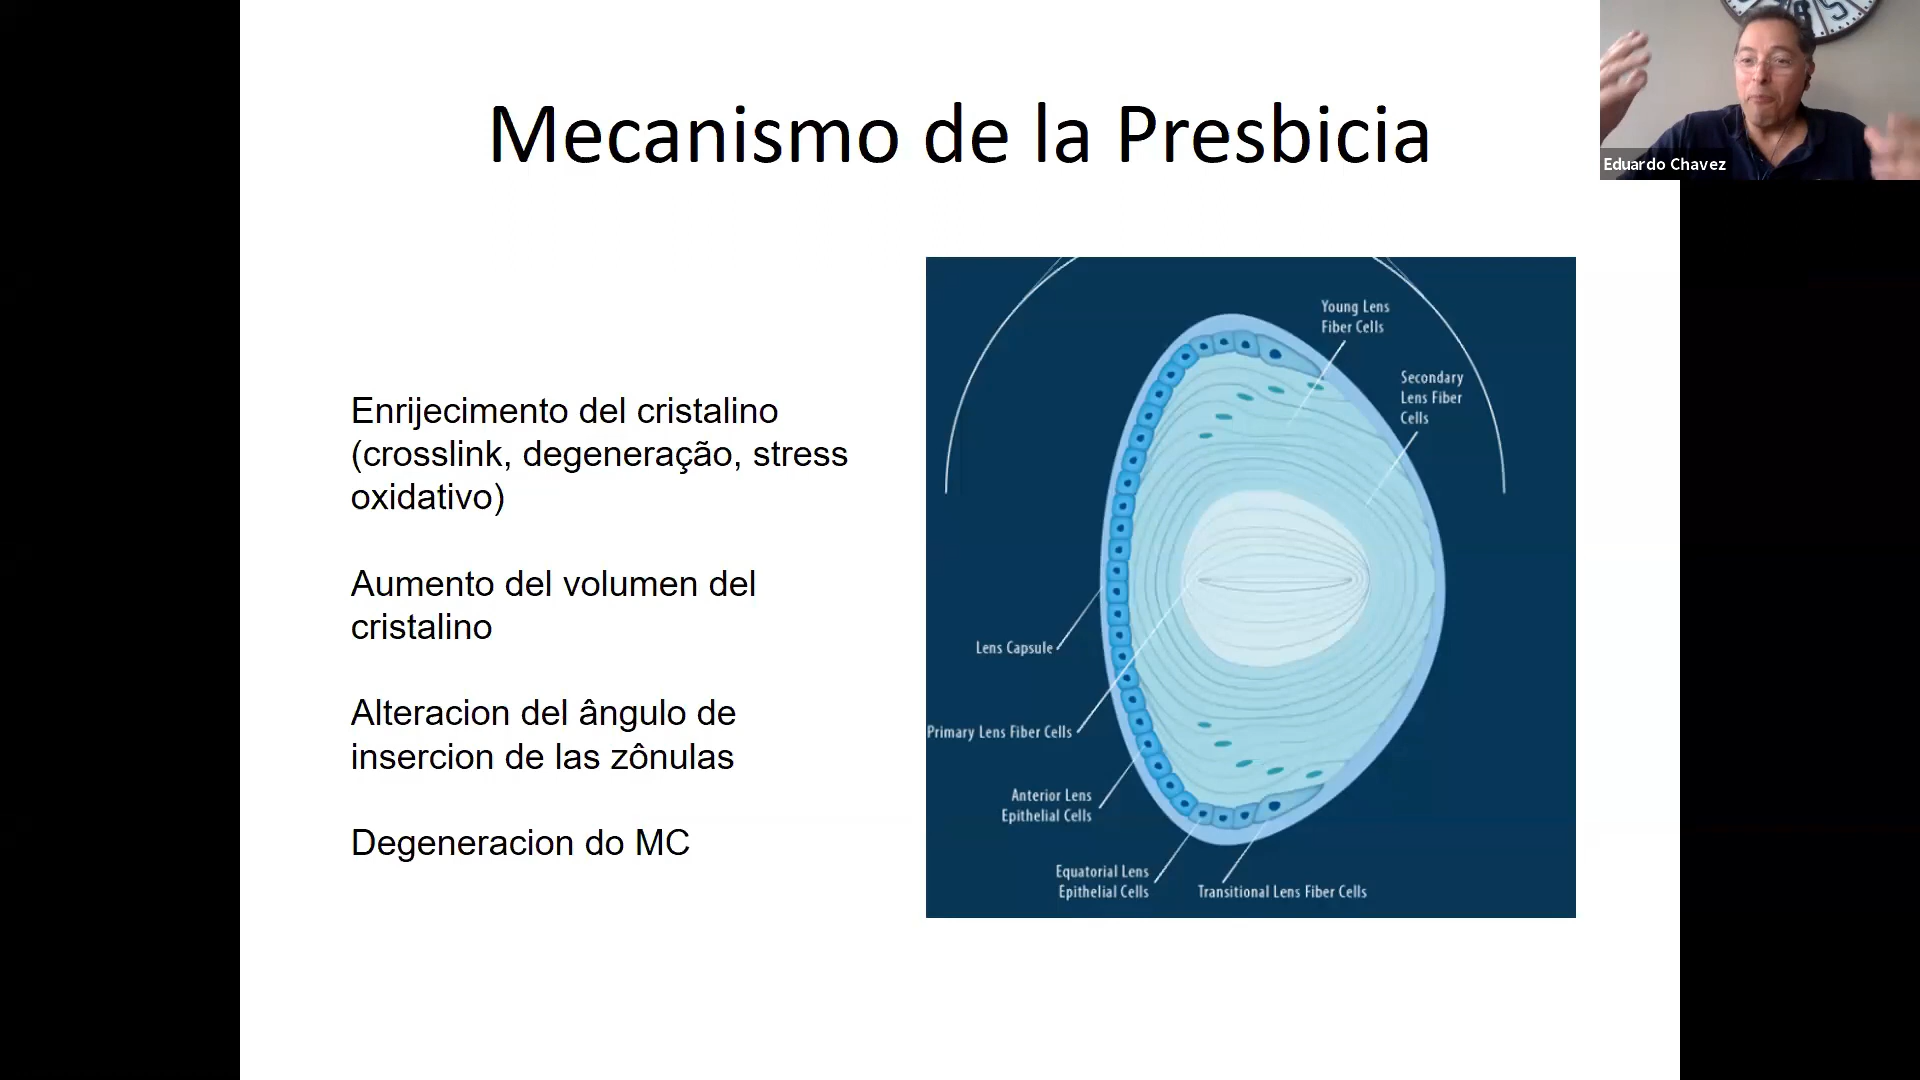 Mecanismo de la Presbicia
Eduardo Chavez
Enrijecimento del cristalino
(crosslink, degeneração, stress
oxidativo)
Aumento del volumen del
cristalino
Alteracion del ângulo de
insercion de las zônulas
Degeneracion do MC
Young Lens
Fiber Cells
Secondary
Lens Fiber
Cells
Lens Capsule
Primary Lens Fiber Cells
Anterior Lens
Epithelial Cells
Equatorial Lens
Epithelial Cells
Transitional Lens Fiber Cells